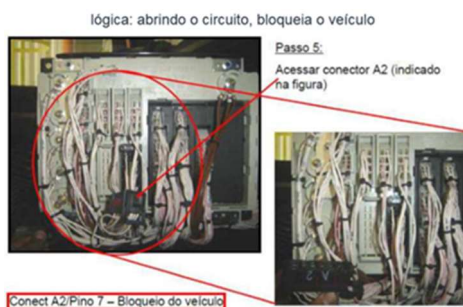 lógica: abrindo o circuito, bloqueia o veículo
Passo 5:
Acessar conector A2 (indicado
na figura)
A2
Conect A2/Pino 7 – Bloqueio do veículo